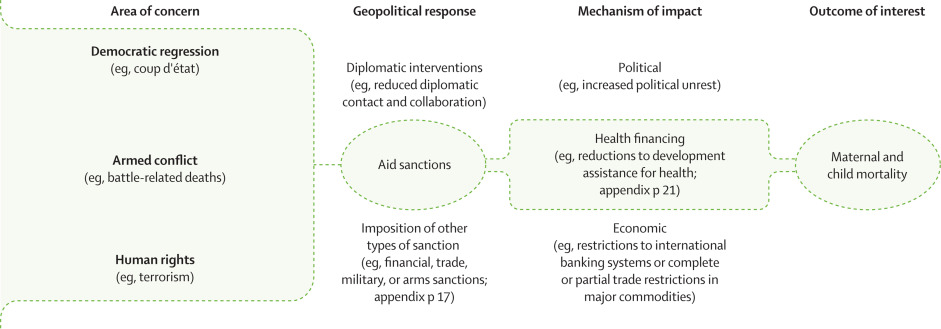 Area of concern
Democratic regression
(eg, coup d'état)
Armed conflict
(eg, battle-related deaths)
Human rights
(eg, terrorism)
Geopolitical response
Diplomatic interventions
(eg, reduced diplomatic
contact and collaboration)
Aid sanctions
Imposition of other
types of sanction
(eg, financial, trade,
military, or arms sanctions;
appendix p 17)
Mechanism of impact
Political
(eg, increased political unrest)
Health financing
(eg, reductions to development
assistance for health;
appendix p 21)
Economic
(eg, restrictions to international
banking systems or complete
or partial trade restrictions in
major commodities)
Outcome of interest
Maternal and
child mortality